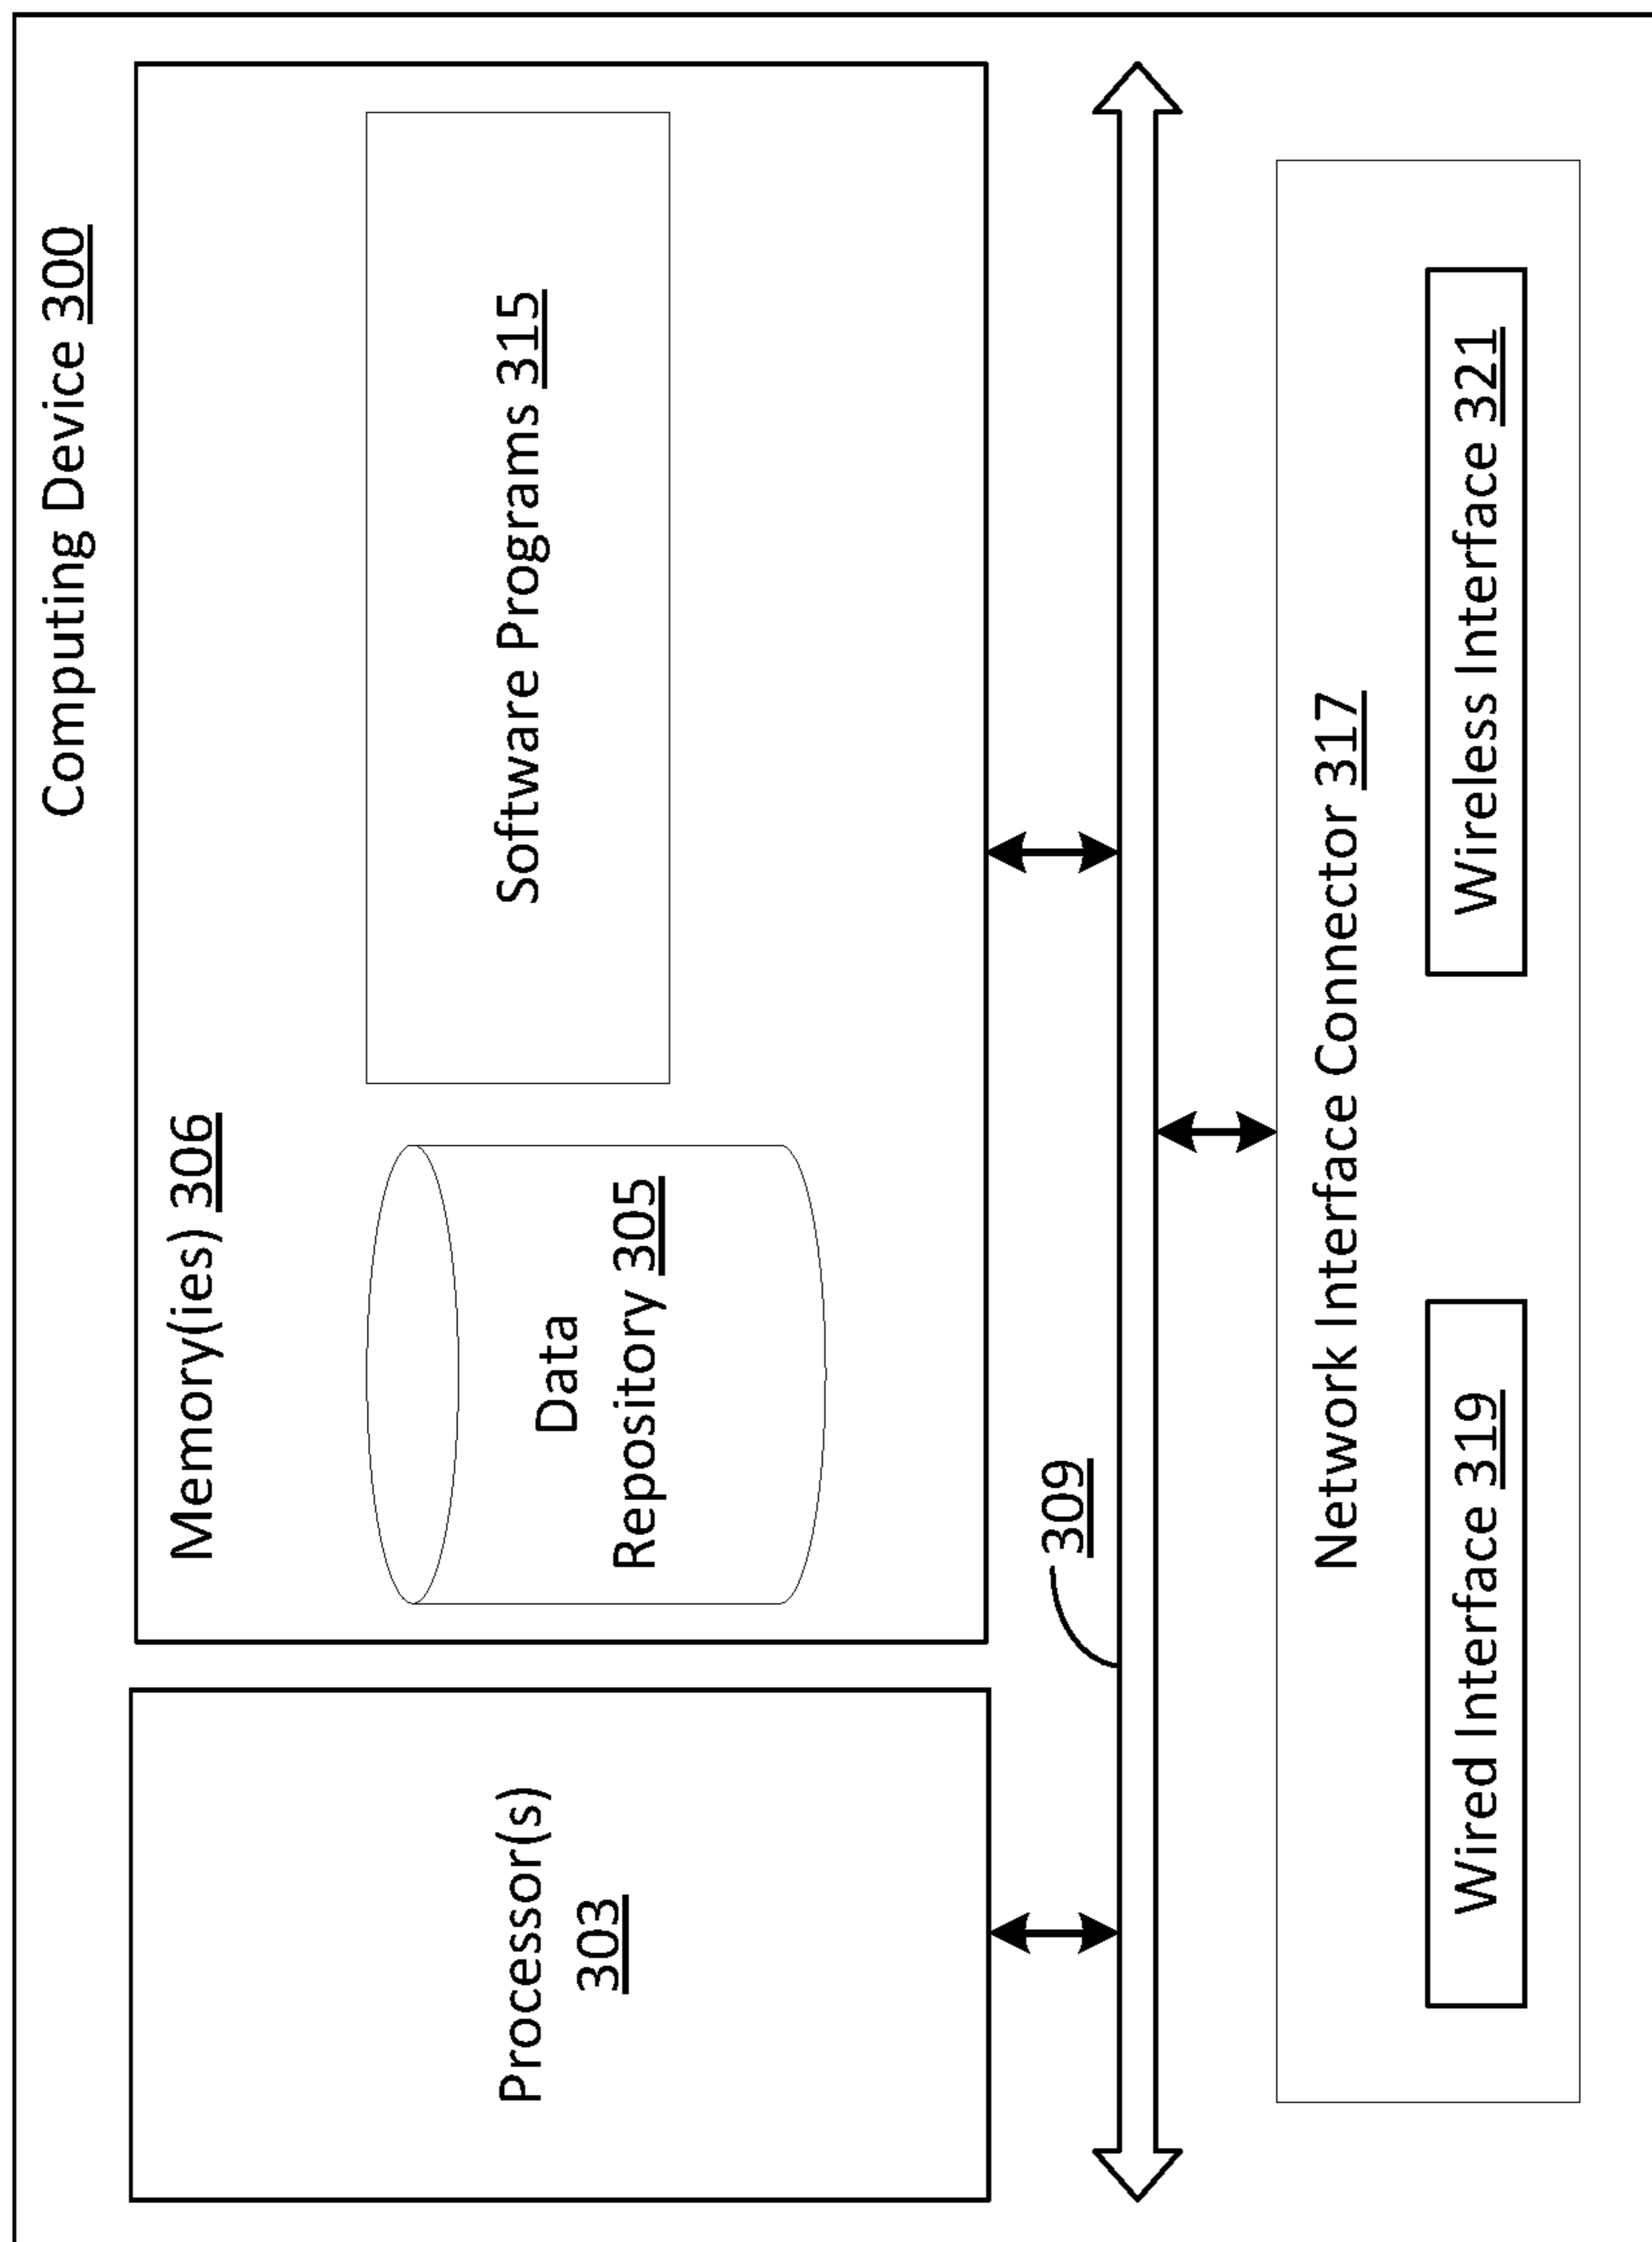 Computing Device 300
Processor(s)
303
Memory(ies) 306
Data
Repository 305
Software Programs 315
309
Network Interface Connector 317
Wired Interface 319
Wireless Interface 321